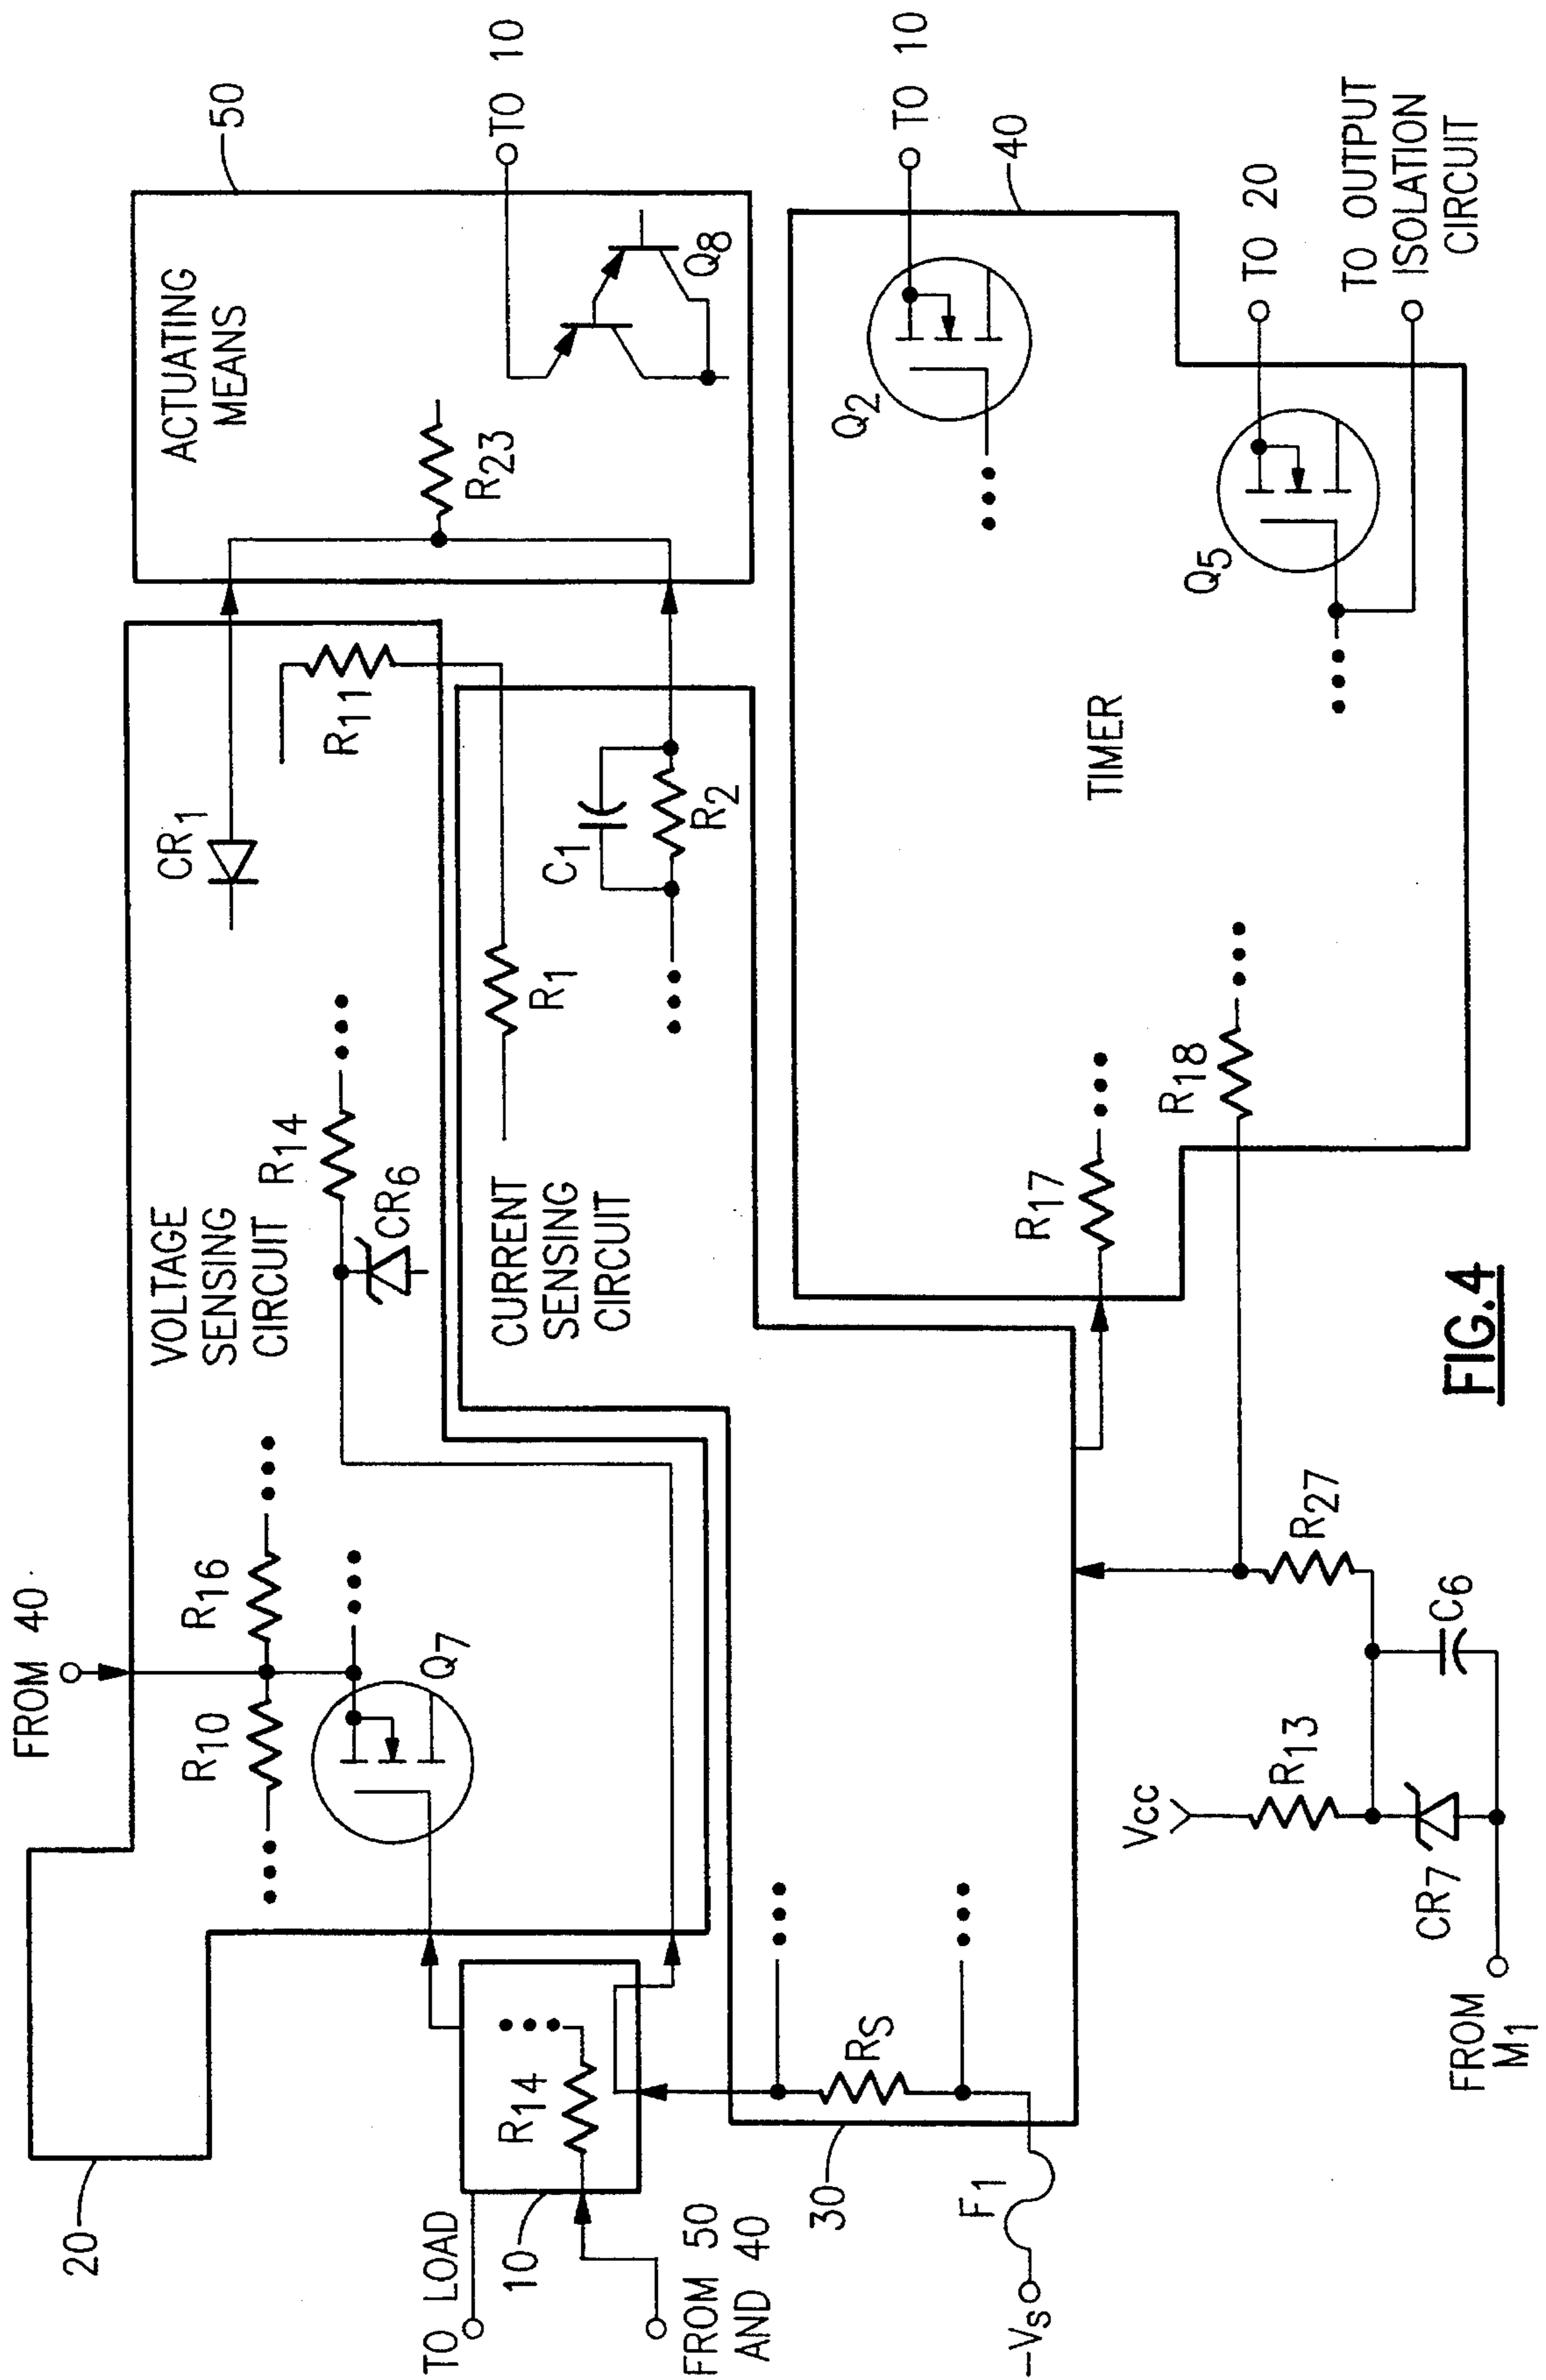 20
FROM 40
VOLTAGE
SENSING
CIRCUIT
CR1
R10
R16
R14
R11
Q7
CR6
ACTUATING
MEANS
50
R23
Q8
TO 10
TO LOAD
10
R14
FROM 50
AND 40
CURRENT
SENSING
CIRCUIT
R1
C1
R2
30
RS
F1
−Vs
TIMER
40
Q2
TO 10
Q5
TO 20
TO OUTPUT
ISOLATION
CIRCUIT
R17
R18
Vcc
R13
R27
CR7
C6
FROM
M1
FIG.4